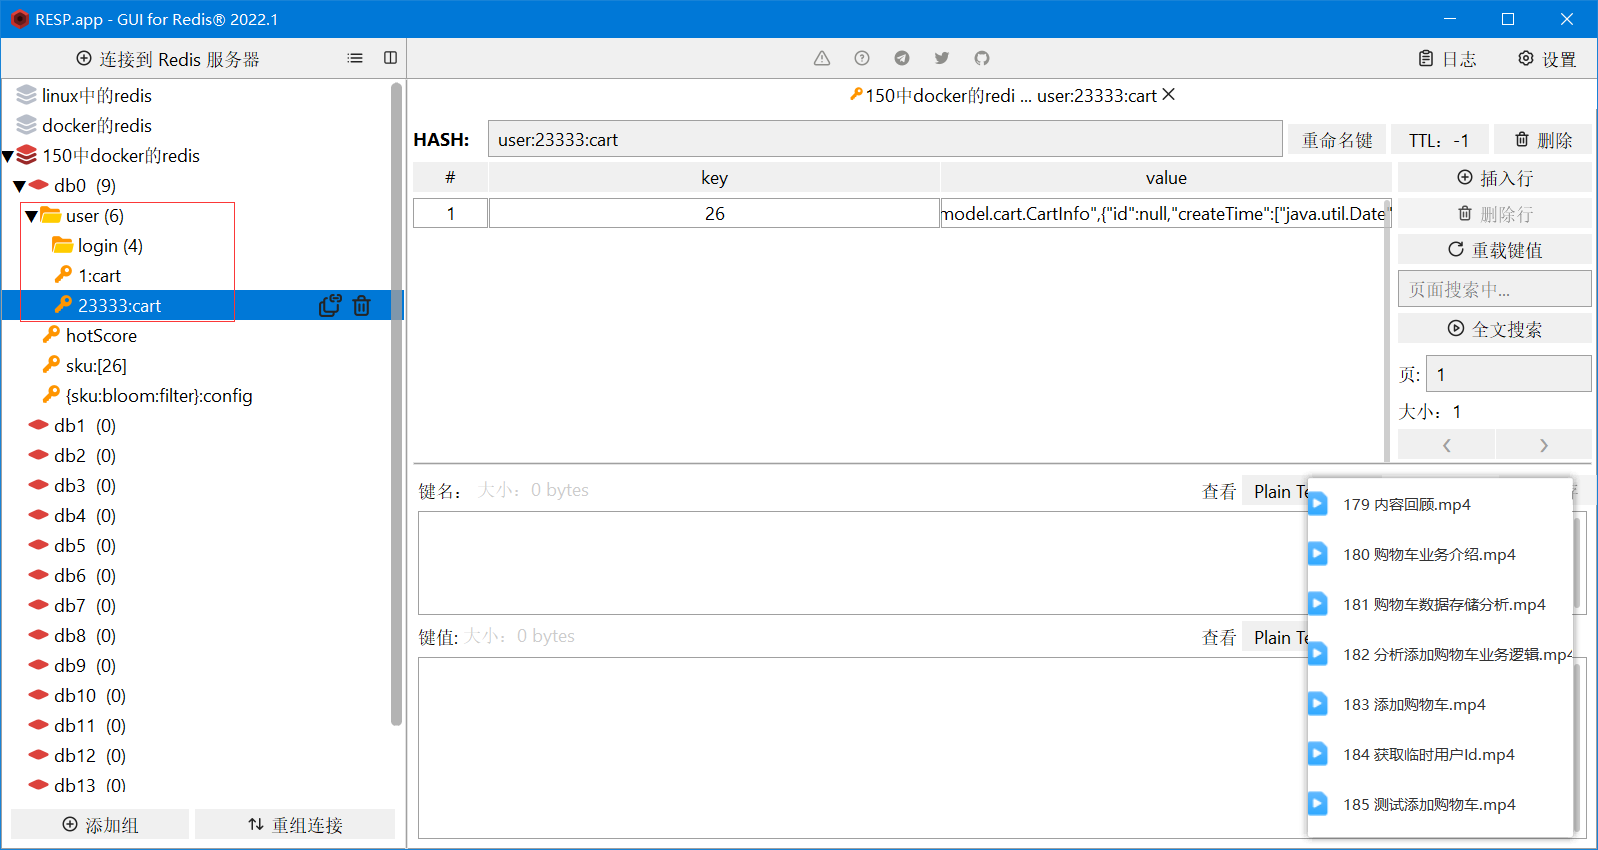 RESP.app - GUI for Redis® 2022.1
连接到 Redis 服务器
日志
设置
linux中的redis
docker的redis
150中docker的redis
db0 (9)
user (6)
login (4)
1:cart
23333:cart
hotScore
sku:[26]
{sku:bloom:filter}:config
db1 (0)
db2 (0)
db3 (0)
db4 (0)
db5 (0)
db6 (0)
db7 (0)
db8 (0)
db9 (0)
db10 (0)
db11 (0)
db12 (0)
db13 (0)
添加组
重组连接
150中docker的redi ... user:23333:cart
HASH:
user:23333:cart
重命名键
TTL: -1
删除
# key value
1 26 model.cart.CartInfo",{"id":null,"createTime":["java.util.Date"
插入行
删除行
重载键值
页面搜索中...
全文搜索
页: 1
大小: 1
键名: 大小: 0 bytes
查看 Plain Te
键值: 大小: 0 bytes
查看 Plain Te
179 内容回顾.mp4
180 购物车业务介绍.mp4
181 购物车数据存储分析.mp4
182 分析添加购物车业务逻辑.mp4
183 添加购物车.mp4
184 获取临时用户Id.mp4
185 测试添加购物车.mp4